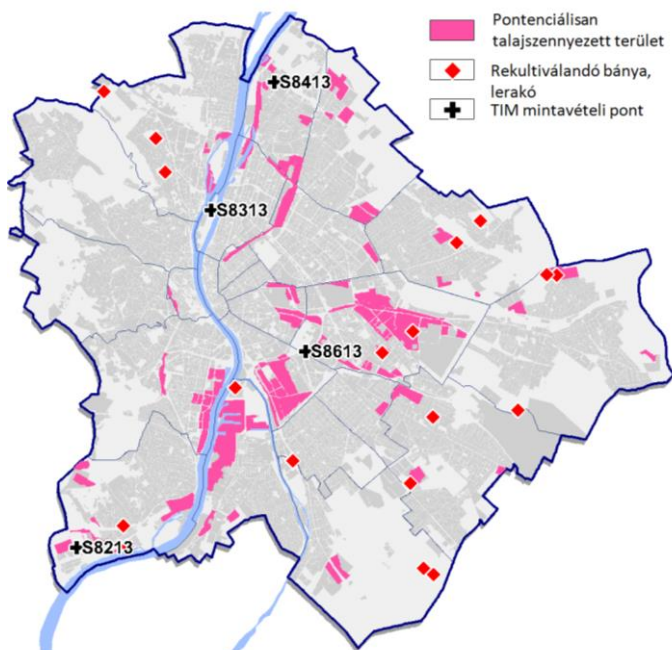 Pontenciálisan
talajszennyezett terület
Rekultiválandó bánya,
lerakó
TIM mintavételi pont
S8413
S8313
S8613
S8213